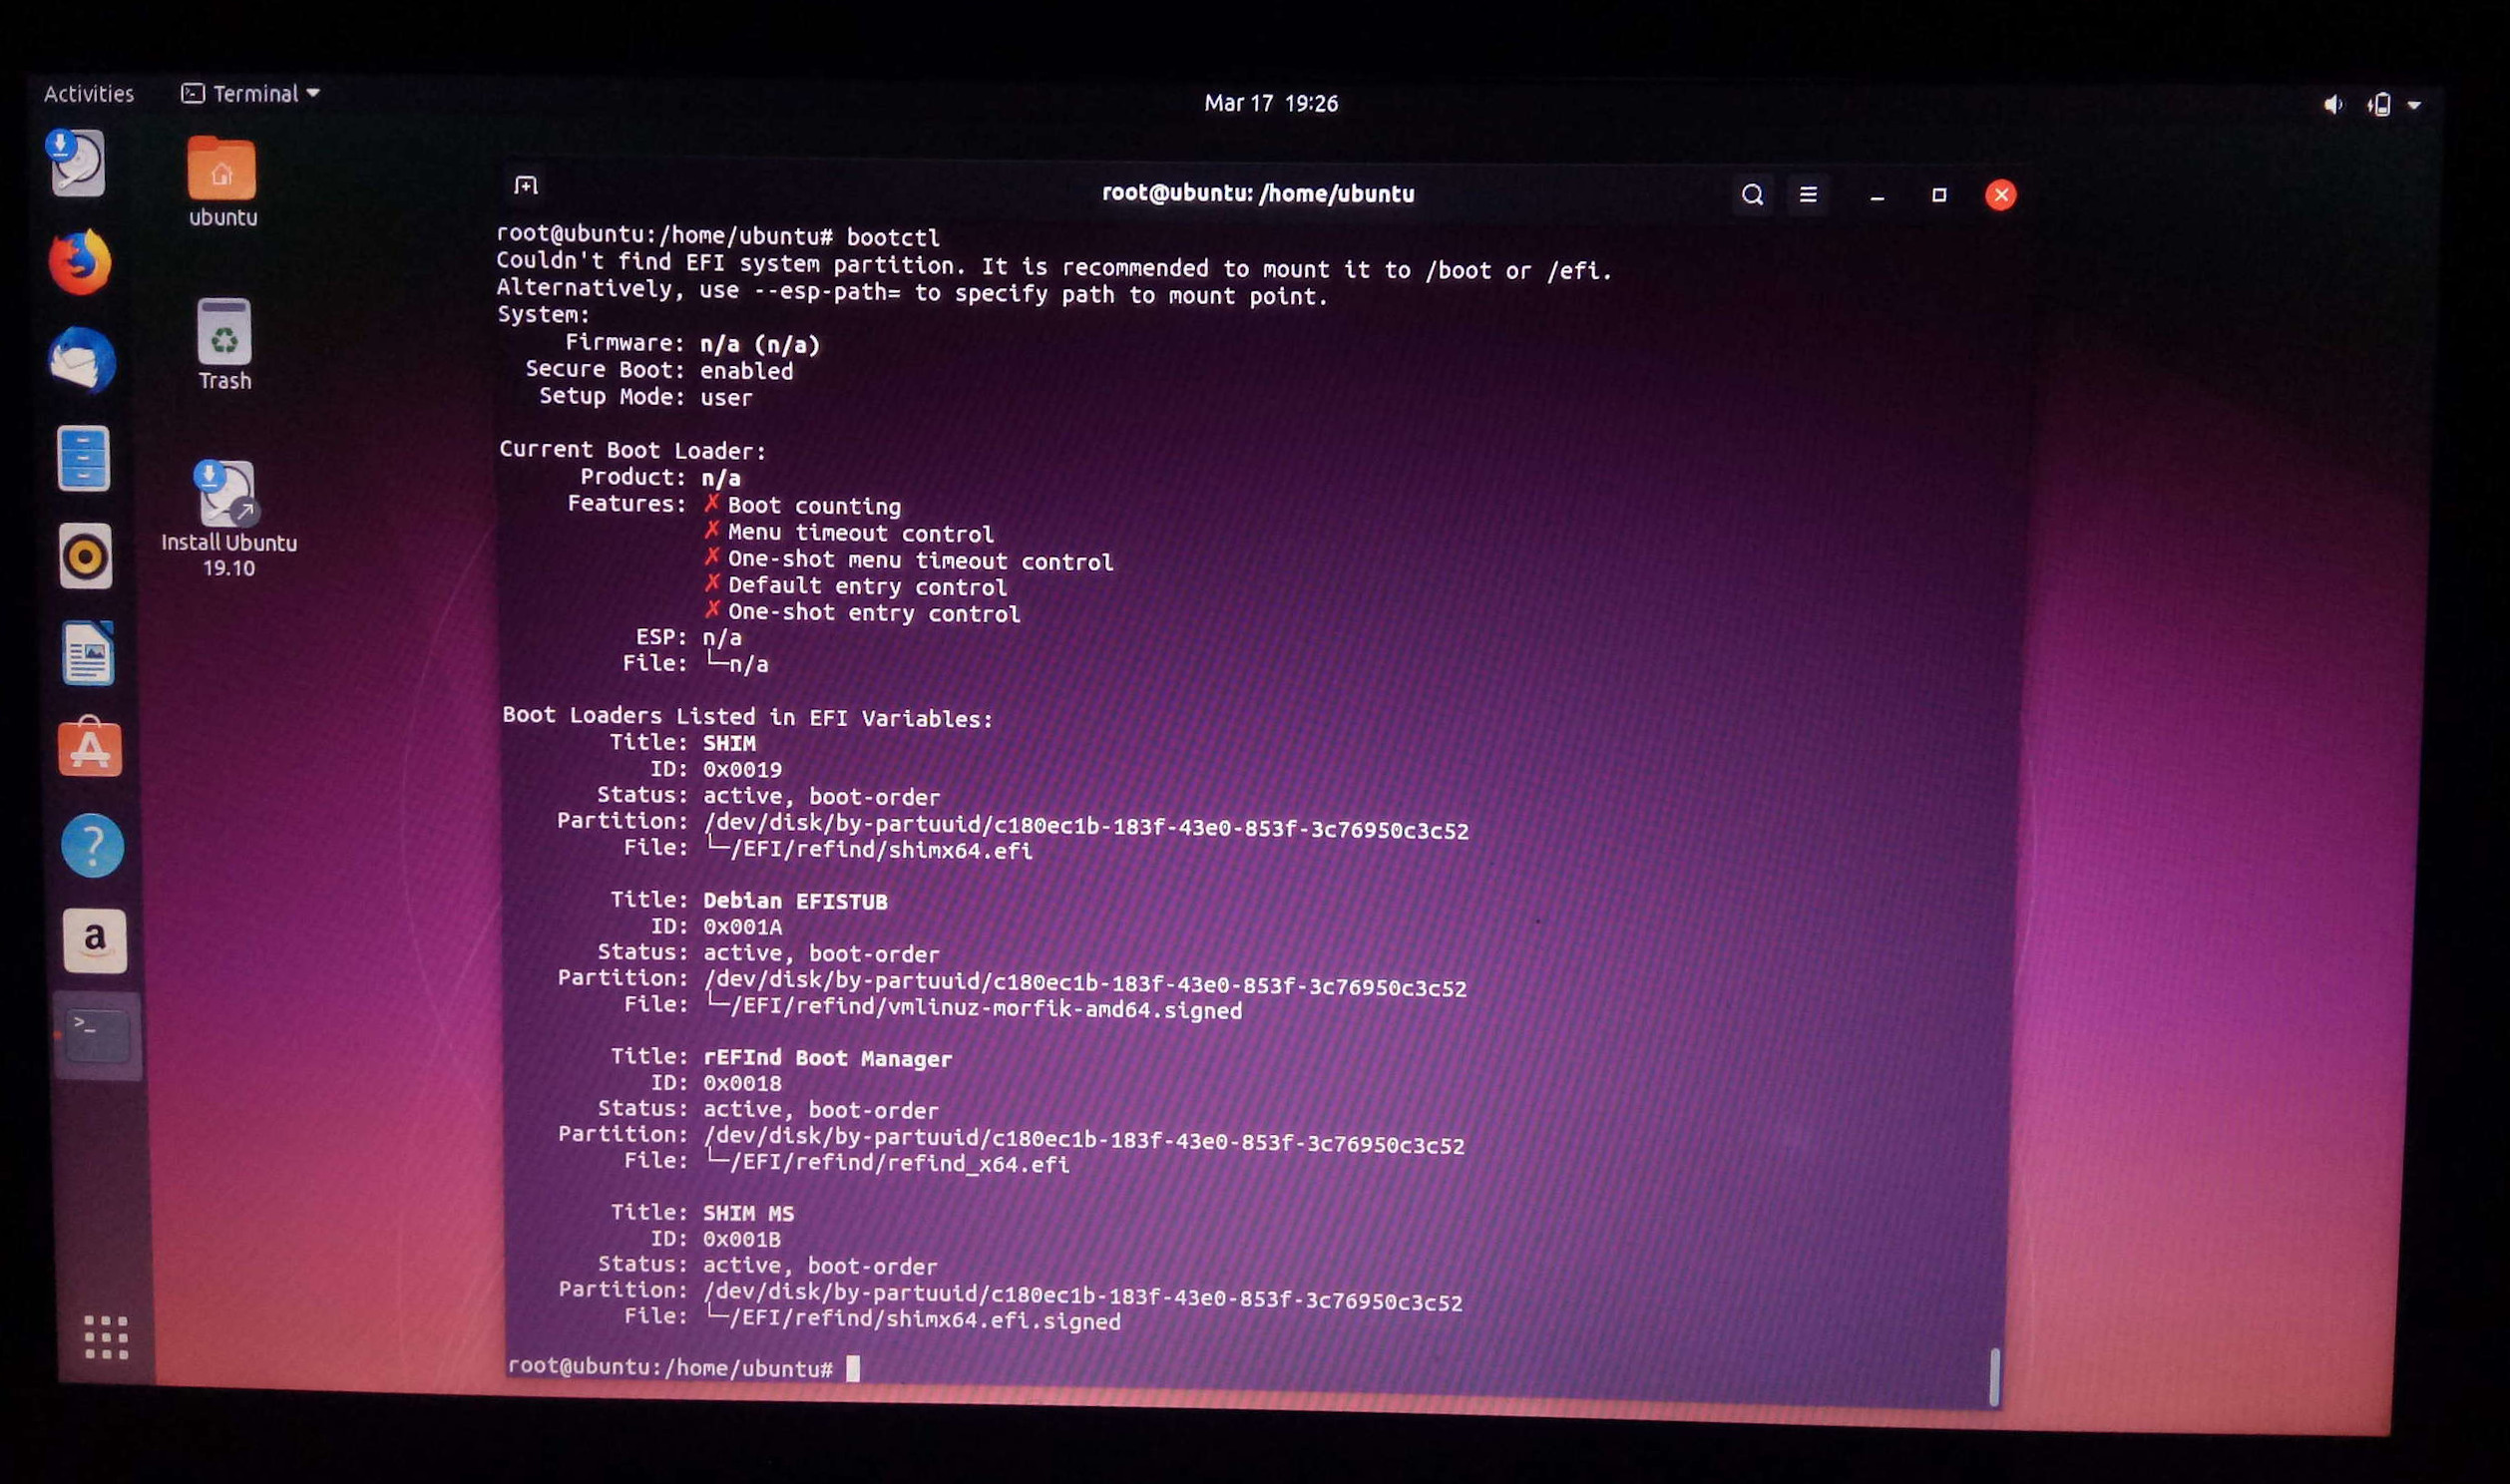 Activities
Terminal
Mar 17 19:26
ubuntu
Trash
Install Ubuntu
19.10
a
root@ubuntu: /home/ubuntu
root@ubuntu:/home/ubuntu# bootctl
Couldn't find EFI system partition. It is recommended to mount it to /boot or /efi.
Alternatively, use --esp-path= to specify path to mount point.
System:
Firmware: n/a (n/a)
Secure Boot: enabled
Setup Mode: user
Current Boot Loader:
Product: n/a
Features: ✗ Boot counting
✗ Menu timeout control
✗ One-shot menu timeout control
✗ Default entry control
✗ One-shot entry control
ESP: n/a
File: └─n/a
Boot Loaders Listed in EFI Variables:
Title: SHIM
ID: 0x0019
Status: active, boot-order
Partition: /dev/disk/by-partuuid/c180ec1b-183f-43e0-853f-3c76950c3c52
File: └─/EFI/refind/shimx64.efi
Title: Debian EFISTUB
ID: 0x001A
Status: active, boot-order
Partition: /dev/disk/by-partuuid/c180ec1b-183f-43e0-853f-3c76950c3c52
File: └─/EFI/refind/vmlinuz-morfik-amd64.signed
Title: rEFInd Boot Manager
ID: 0x0018
Status: active, boot-order
Partition: /dev/disk/by-partuuid/c180ec1b-183f-43e0-853f-3c76950c3c52
File: └─/EFI/refind/refind_x64.efi
Title: SHIM MS
ID: 0x001B
Status: active, boot-order
Partition: /dev/disk/by-partuuid/c180ec1b-183f-43e0-853f-3c76950c3c52
File: └─/EFI/refind/shimx64.efi.signed
root@ubuntu:/home/ubuntu#